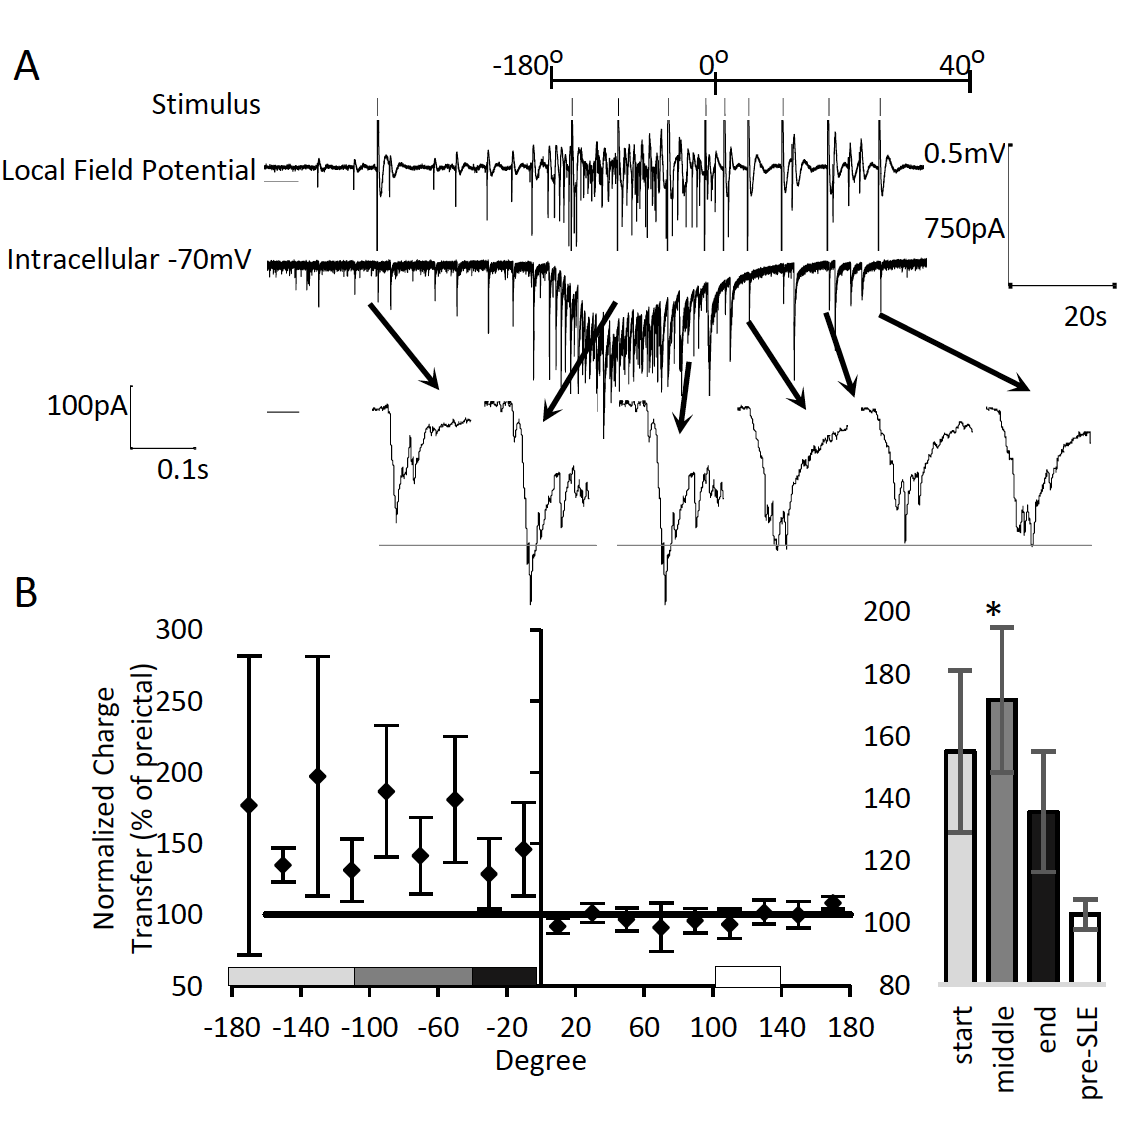 A
-180° 0° 40°
Stimulus
Local Field Potential
0.5mV
750pA
Intracellular -70mV
20s
100pA
0.1s
B
Normalized Charge
Transfer (% of preictal)
300
250
200
150
100
50
-180 -140 -100 -60 -20 20 60 100 140 180
Degree
200
180
160
140
120
100
80
*
start
middle
end
pre-SLE